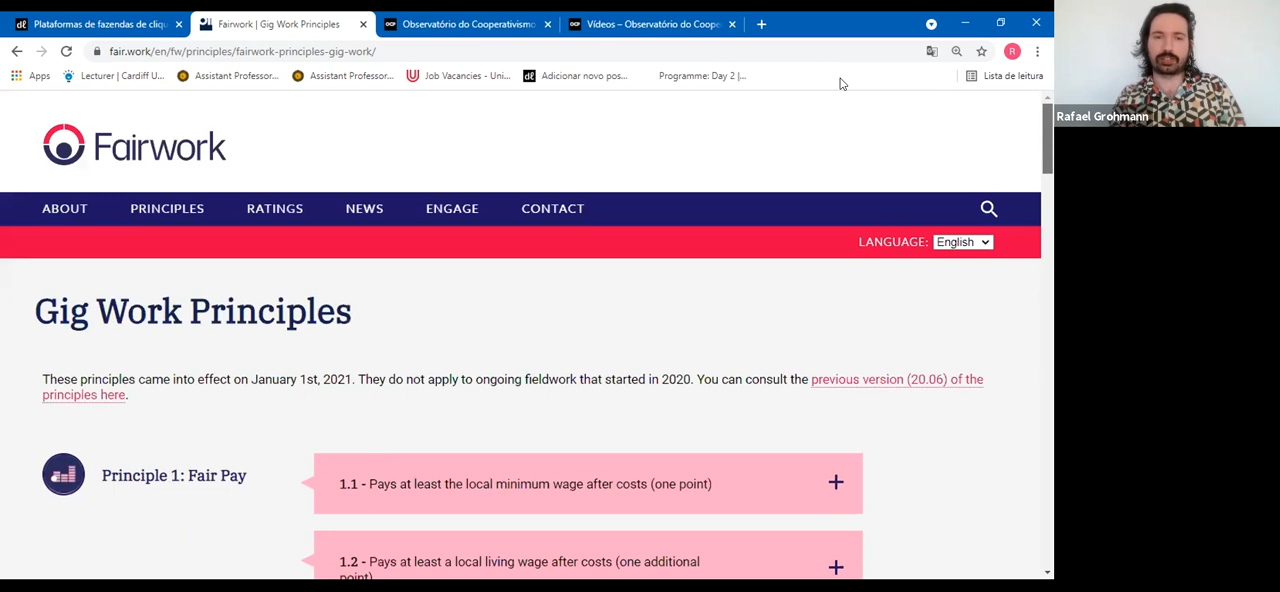 Plataformas de fazendas de cliqu
Fairwork | Gig Work Principles
Observatório do Cooperativismo
Vídeos – Observatório do Coope
fair.work/en/fw/principles/fairwork-principles-gig-work/
R
Apps
Lecturer | Cardiff U...
Assistant Professor...
Assistant Professor...
Job Vacancies - Uni...
Adicionar novo pos...
Programme: Day 2 |...
Lista de leitura
Rafael Grohmann
Fairwork
ABOUT PRINCIPLES RATINGS NEWS ENGAGE CONTACT
LANGUAGE: English
Gig Work Principles
These principles came into effect on January 1st, 2021. They do not apply to ongoing fieldwork that started in 2020. You can consult the previous version (20.06) of the
principles here.
Principle 1: Fair Pay
1.1 - Pays at least the local minimum wage after costs (one point)
1.2 - Pays at least a local living wage after costs (one additional
point)